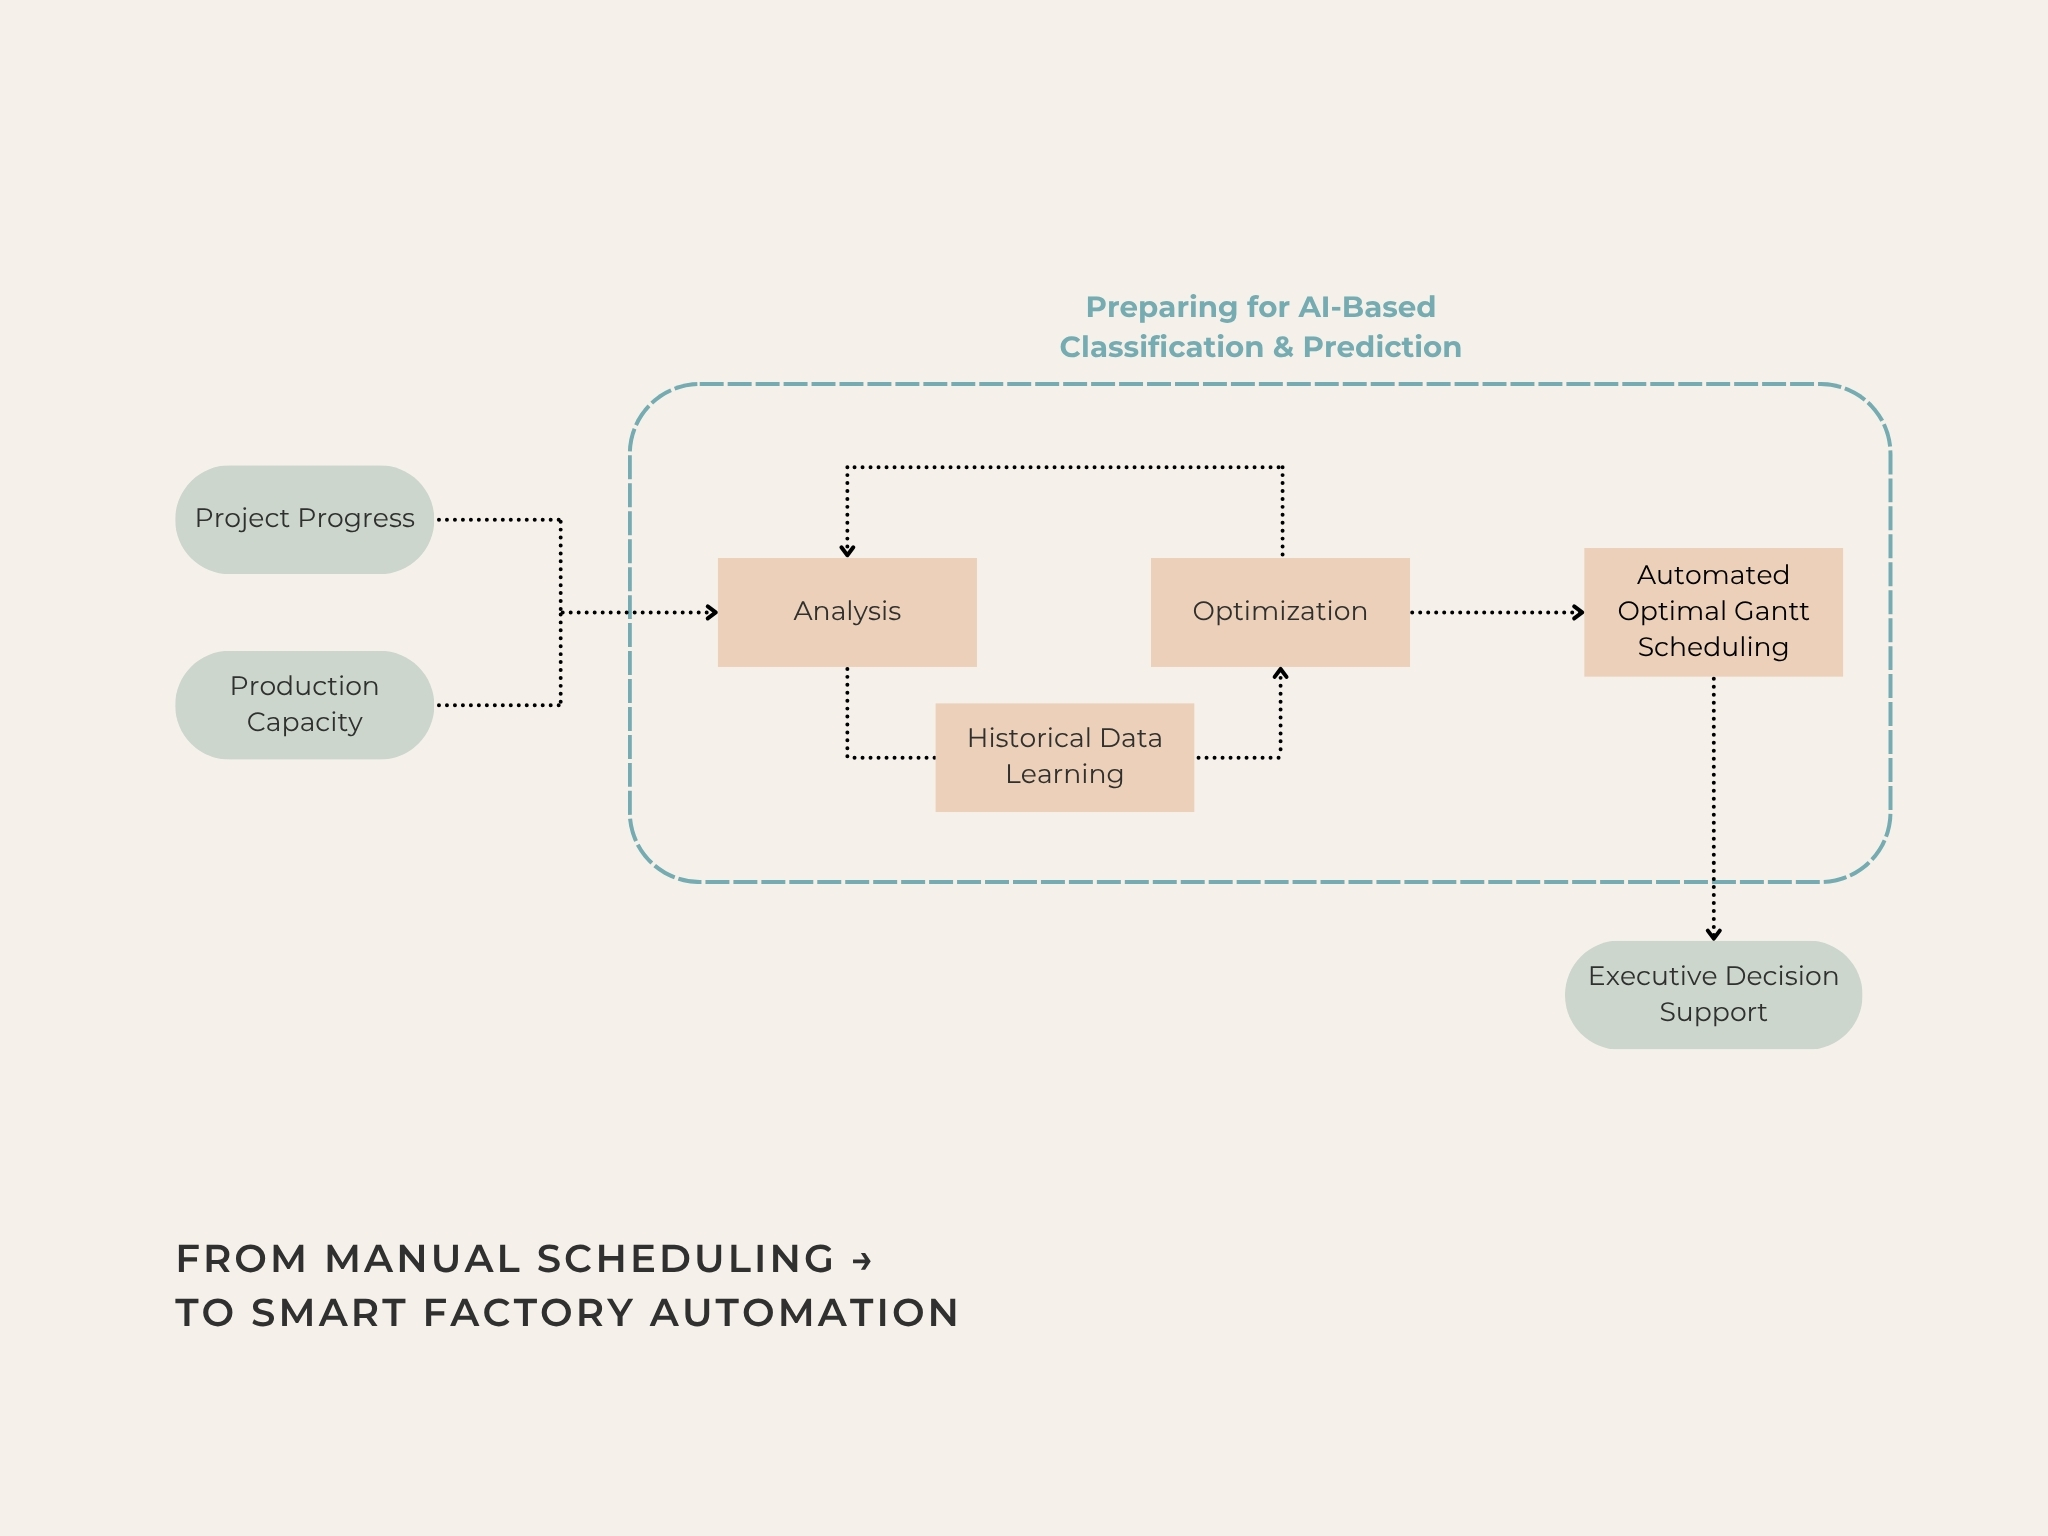 Preparing for AI-Based
Classification & Prediction
Project Progress
Production
Capacity
Analysis
Optimization
Automated
Optimal Gantt
Scheduling
Historical Data
Learning
Executive Decision
Support
FROM MANUAL SCHEDULING →
TO SMART FACTORY AUTOMATION